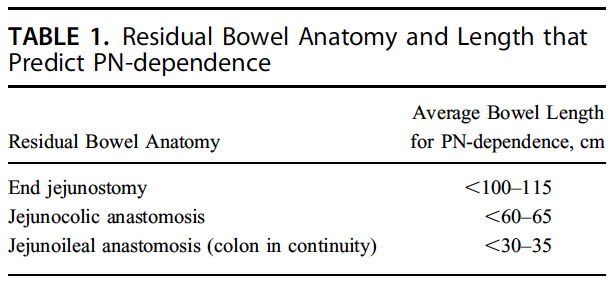 TABLE 1. Residual Bowel Anatomy and Length that
Predict PN-dependence
Average Bowel Length
Residual Bowel Anatomy for PN-dependence, cm
End jejunostomy <100–115
Jejunocolic anastomosis <60–65
Jejunoileal anastomosis (colon in continuity) <30–35